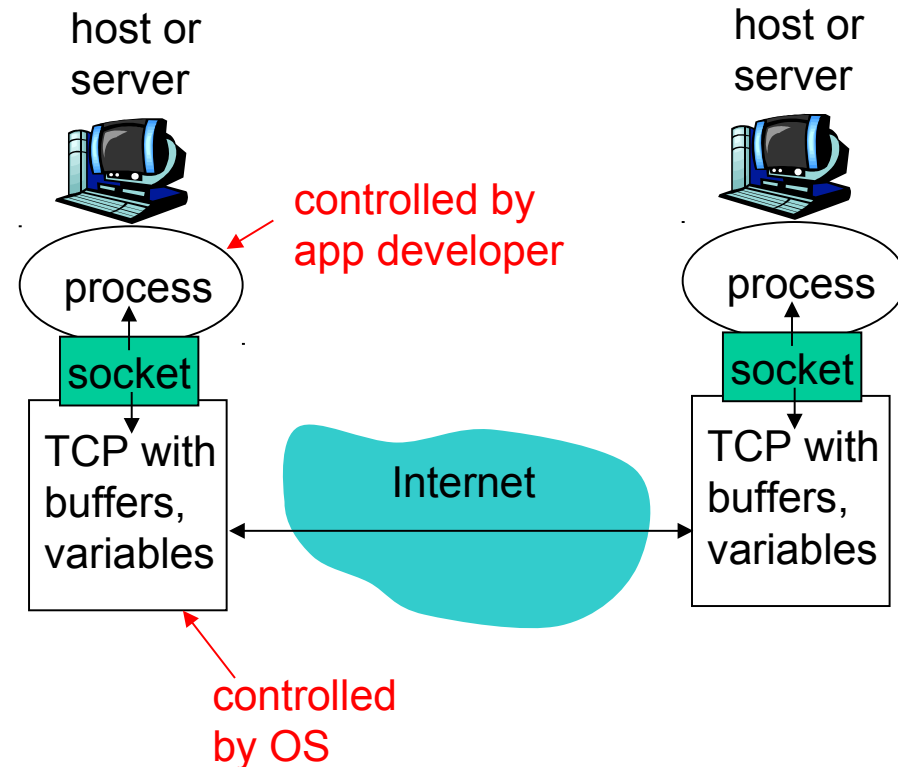 host or
server
host or
server
controlled by
app developer
process
process
socket
socket
TCP with
buffers,
variables
Internet
TCP with
buffers,
variables
controlled
by OS